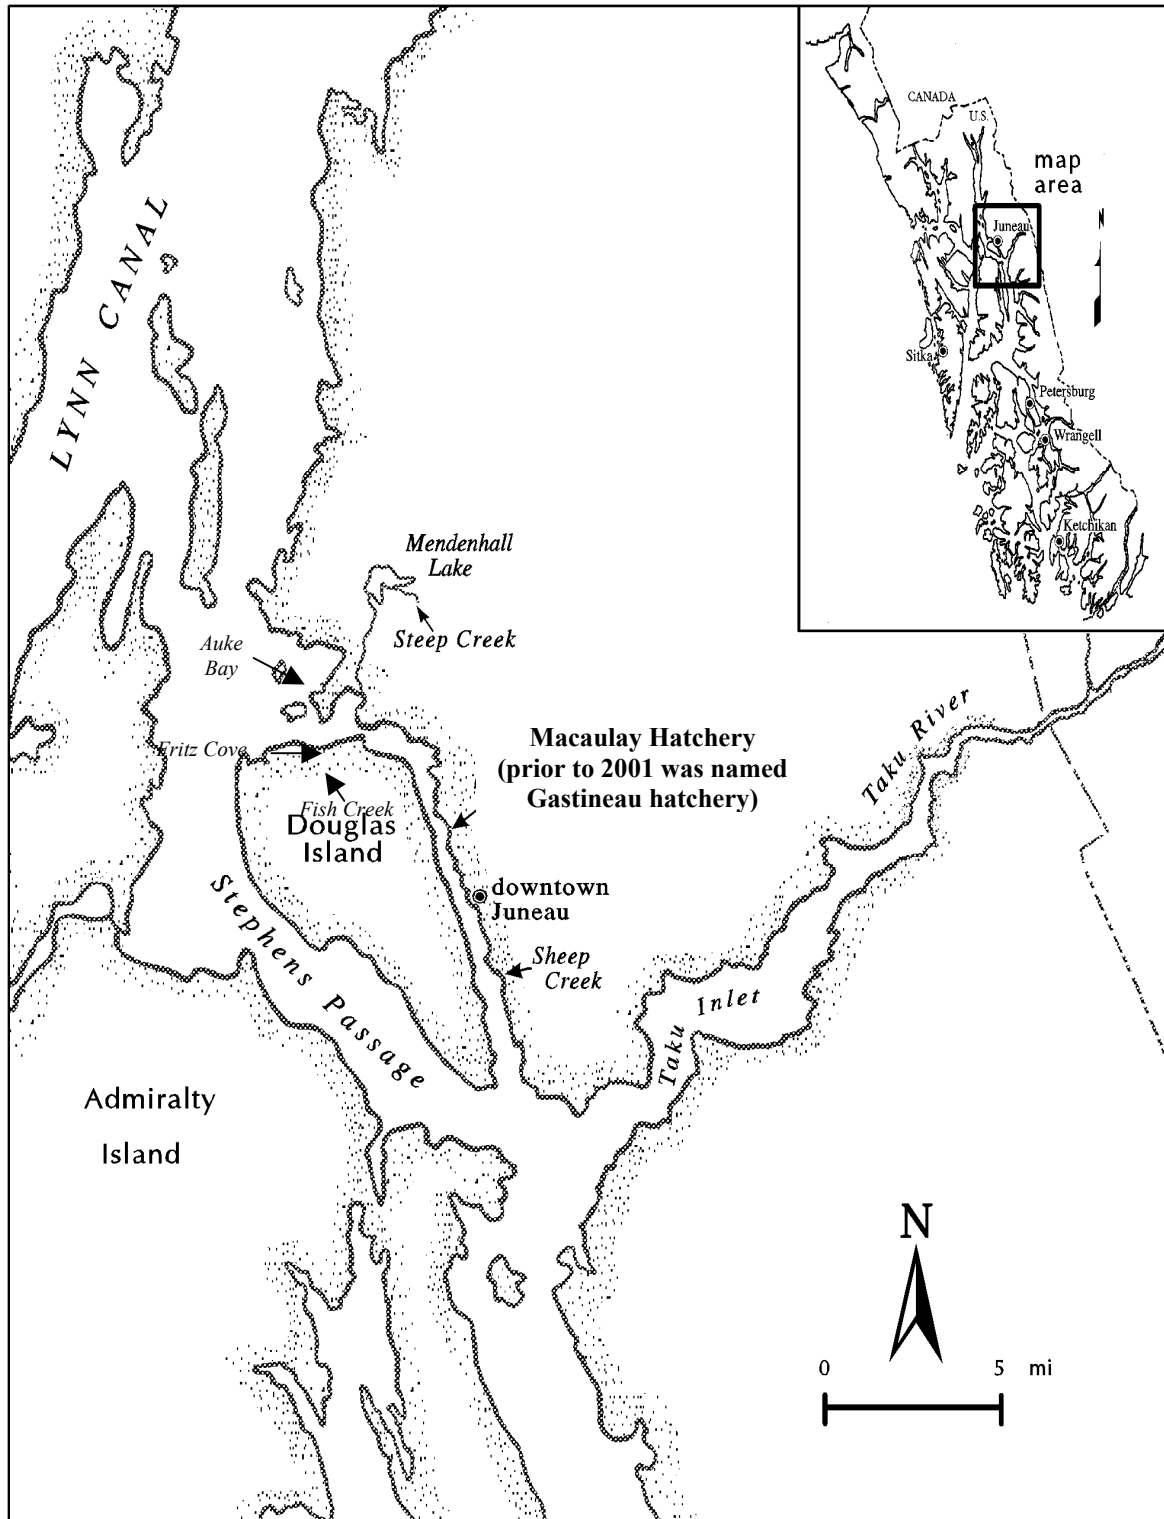 CANADA
U.S.
map
area
Juneau
Sitka
Petersburg
Wrangell
Ketchikan
LYNN CANAL
Mendenhall
Lake
Steep Creek
Auke
Bay
Fritz Cove
Fish Creek
Douglas
Island
Macaulay Hatchery
(prior to 2001 was named
Gastineau hatchery)
Taku River
downtown
Juneau
Sheep
Creek
Stephens Passage
Taku Inlet
Admiralty
Island
N
0 5 mi